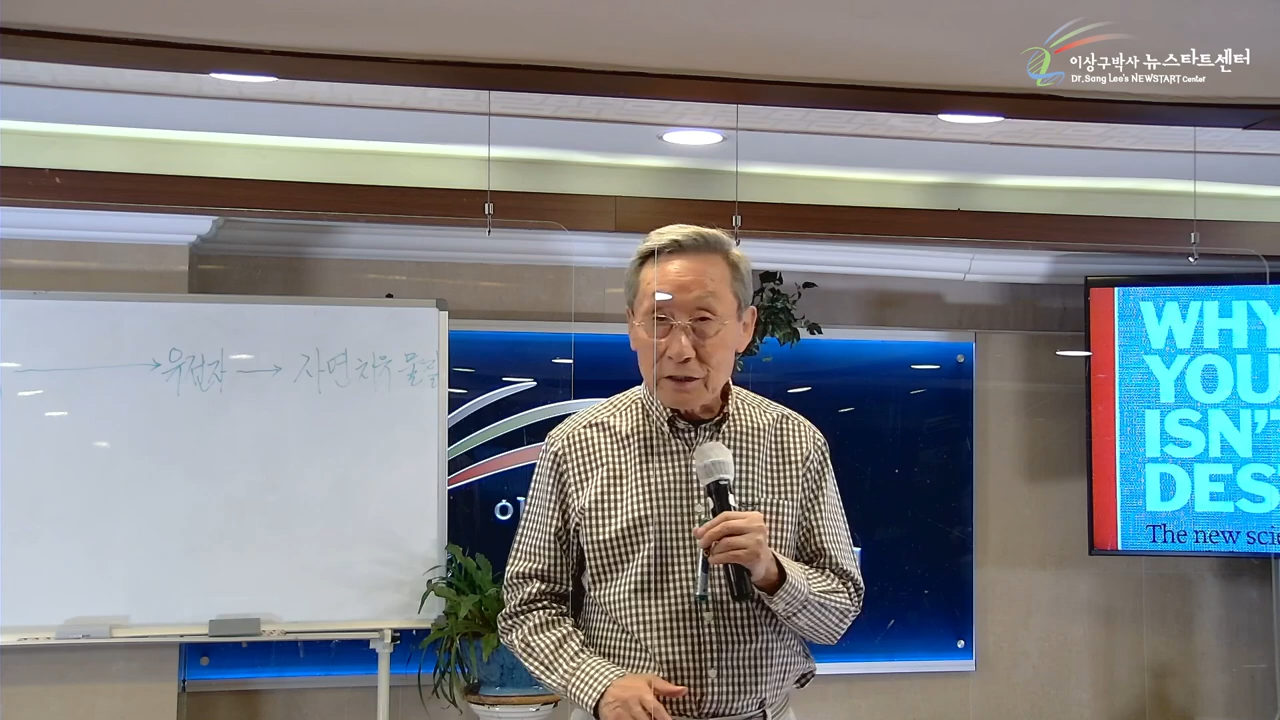 이상구박사 뉴스타트센터
Dr. Sang Lee's NEWSTART Center
유전자 → 자연치유 물질
WHY
YOU
ISN'T
DES
The new scie